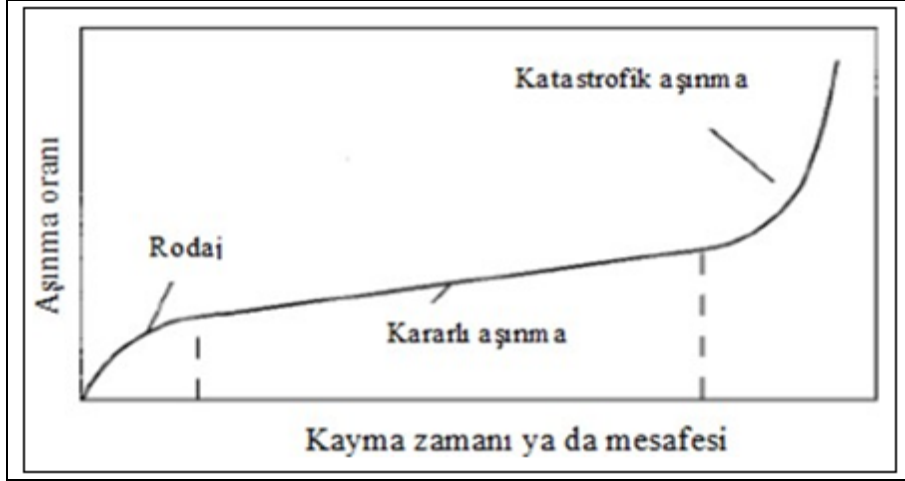 Katastrofik aşınma
Rodaj
Kararlı aşınma
Aşınma oranı
Kayma zamanı ya da mesafesi